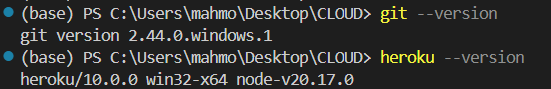 (base) PS C:\Users\mahmo\Desktop\CLOUD> git --version
git version 2.44.0.windows.1
(base) PS C:\Users\mahmo\Desktop\CLOUD> heroku --version
heroku/10.0.0 win32-x64 node-v20.17.0